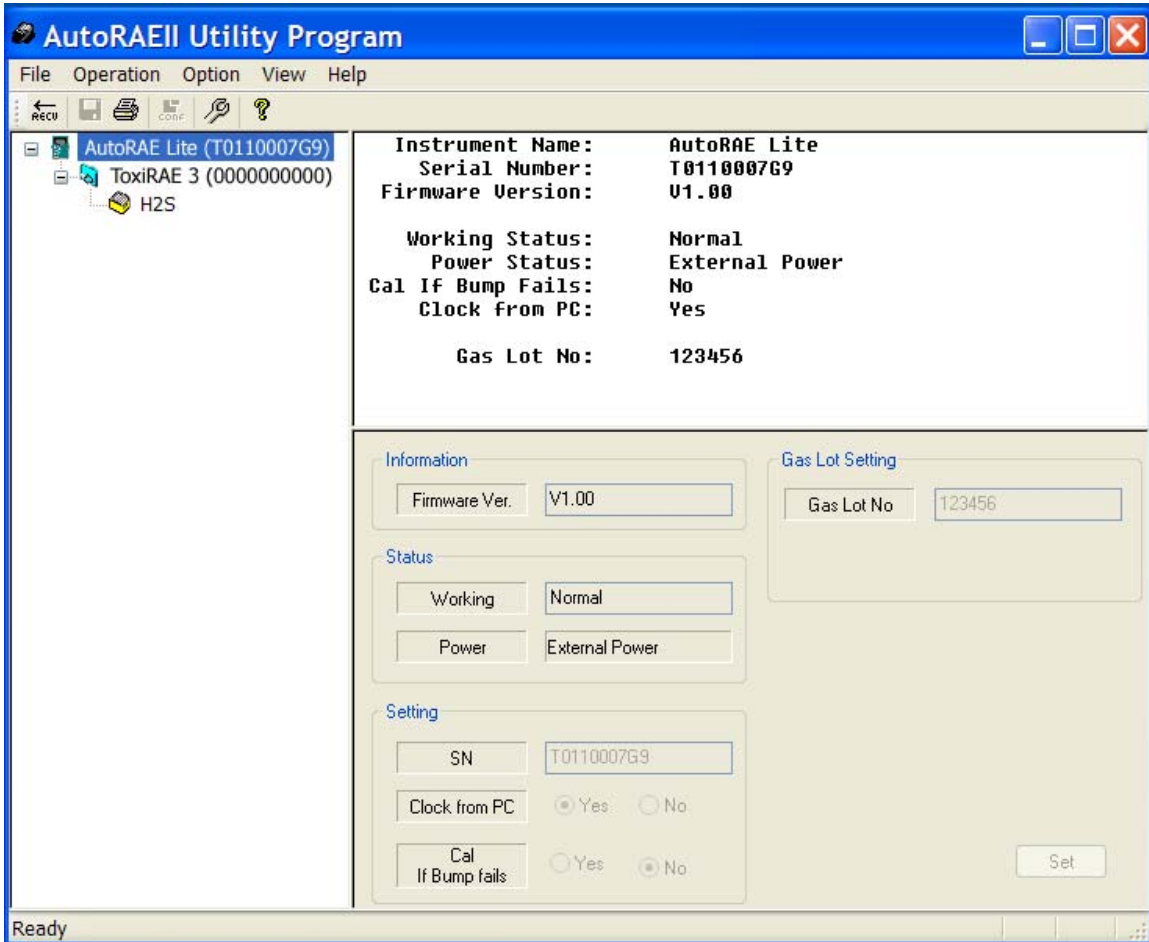 AutoRAEII Utility Program
File Operation Option View Help
RECV CONF
AutoRAE Lite (T0110007G9)
ToxiRAE 3 (0000000000)
H2S
Instrument Name: AutoRAE Lite
Serial Number: T0110007G9
Firmware Version: V1.00
Working Status: Normal
Power Status: External Power
Cal If Bump Fails: No
Clock from PC: Yes
Gas Lot No: 123456
Information
Firmware Ver. V1.00
Status
Working Normal
Power External Power
Setting
SN T0110007G9
Clock from PC Yes No
Cal
If Bump fails Yes No
Gas Lot Setting
Gas Lot No 123456
Set
Ready